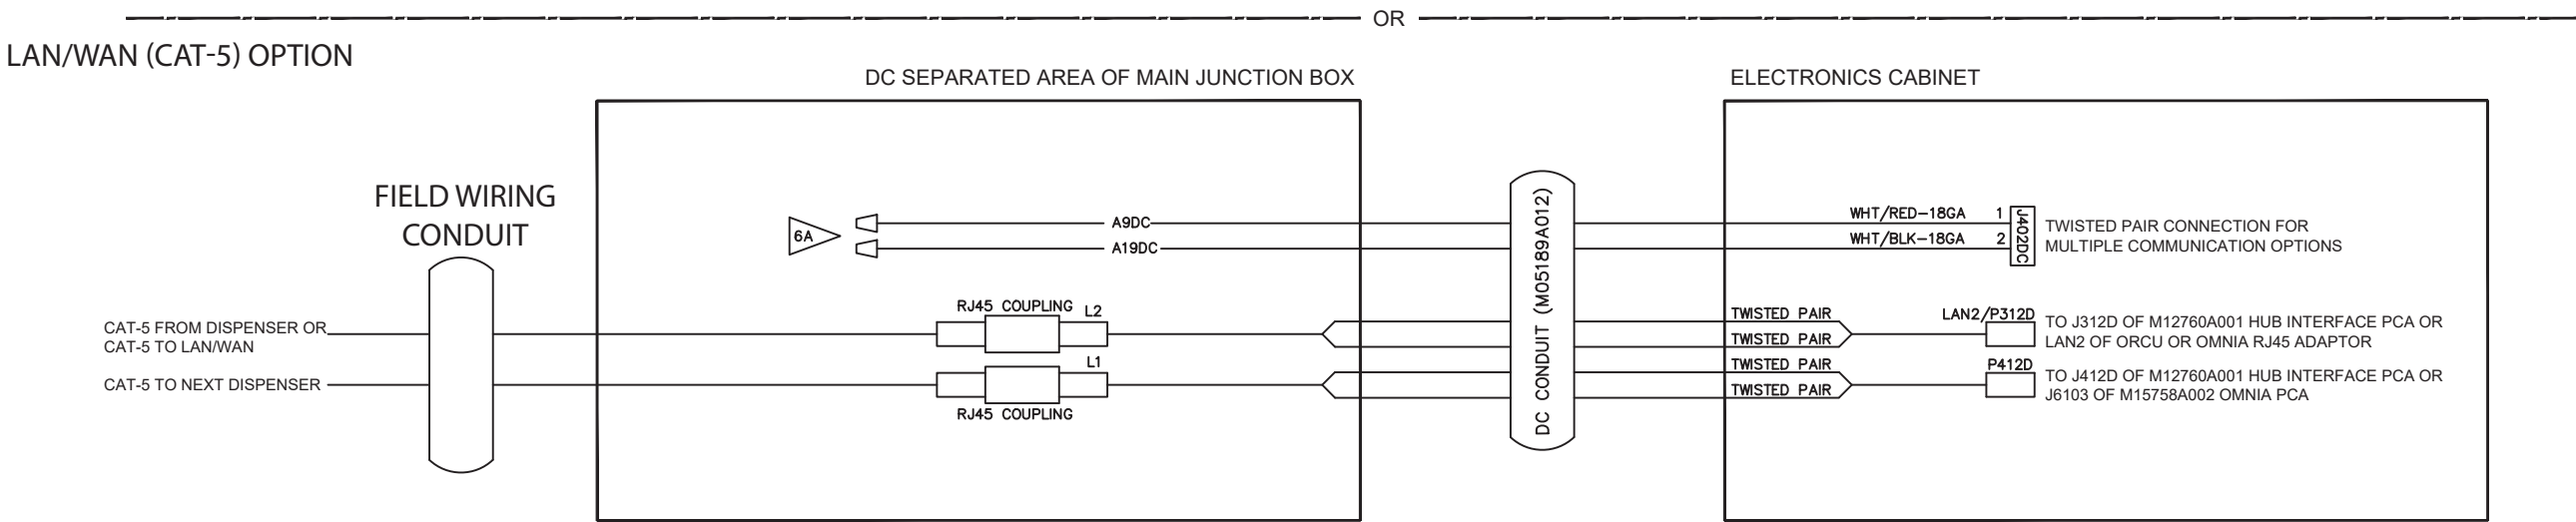 OR
LAN/WAN (CAT-5) OPTION
DC SEPARATED AREA OF MAIN JUNCTION BOX
ELECTRONICS CABINET
FIELD WIRING
CONDUIT
6A
A9DC
A19DC
DC CONDUIT (M05189A012)
WHT/RED-18GA 1
WHT/BLK-18GA 2
J402DC
TWISTED PAIR CONNECTION FOR
MULTIPLE COMMUNICATION OPTIONS
CAT-5 FROM DISPENSER OR
CAT-5 TO LAN/WAN
RJ45 COUPLING L2
TWISTED PAIR
TWISTED PAIR
LAN2/P312D
TO J312D OF M12760A001 HUB INTERFACE PCA OR
LAN2 OF ORCU OR OMNIA RJ45 ADAPTOR
CAT-5 TO NEXT DISPENSER
L1
RJ45 COUPLING
TWISTED PAIR
TWISTED PAIR
P412D
TO J412D OF M12760A001 HUB INTERFACE PCA OR
J6103 OF M15758A002 OMNIA PCA